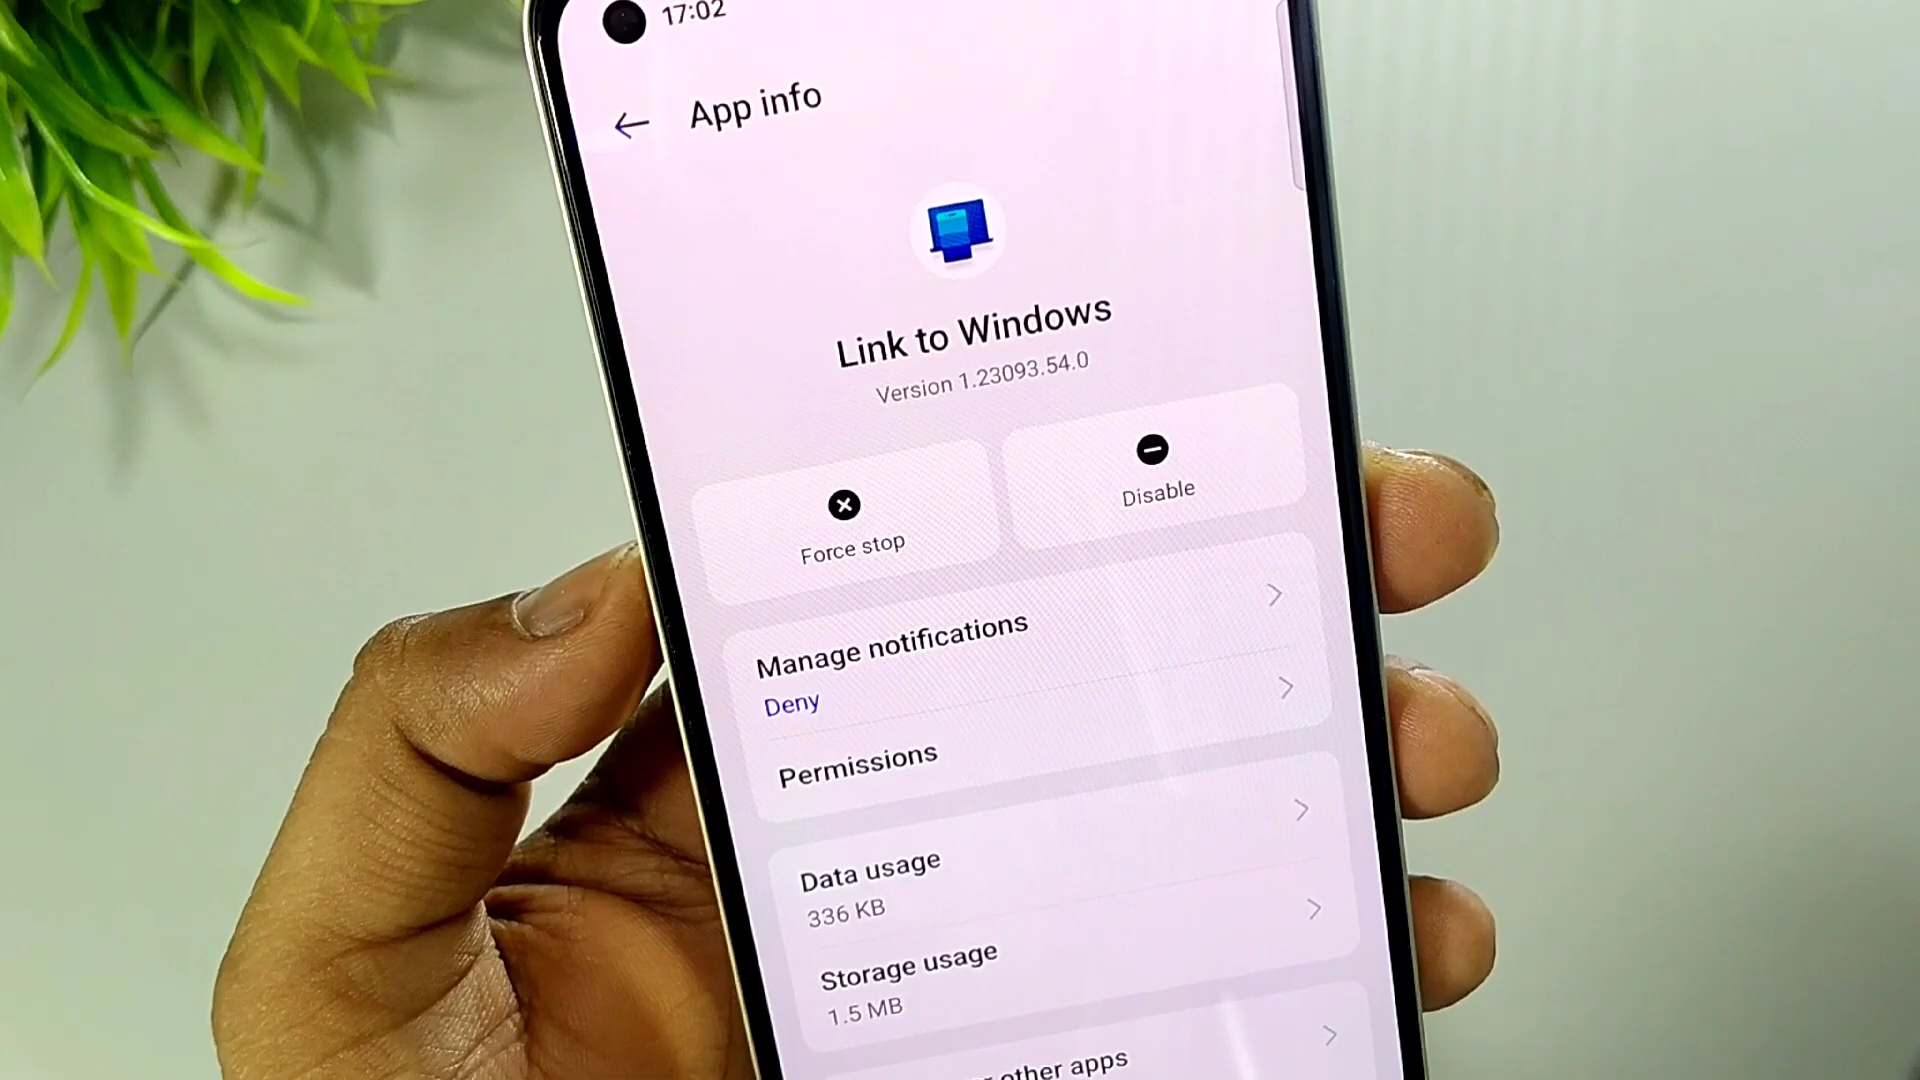 17:02
App info
Link to Windows
Version 1.23093.54.0
Force stop
Disable
Manage notifications
Deny
Permissions
Data usage
336 KB
Storage usage
1.5 MB
other apps